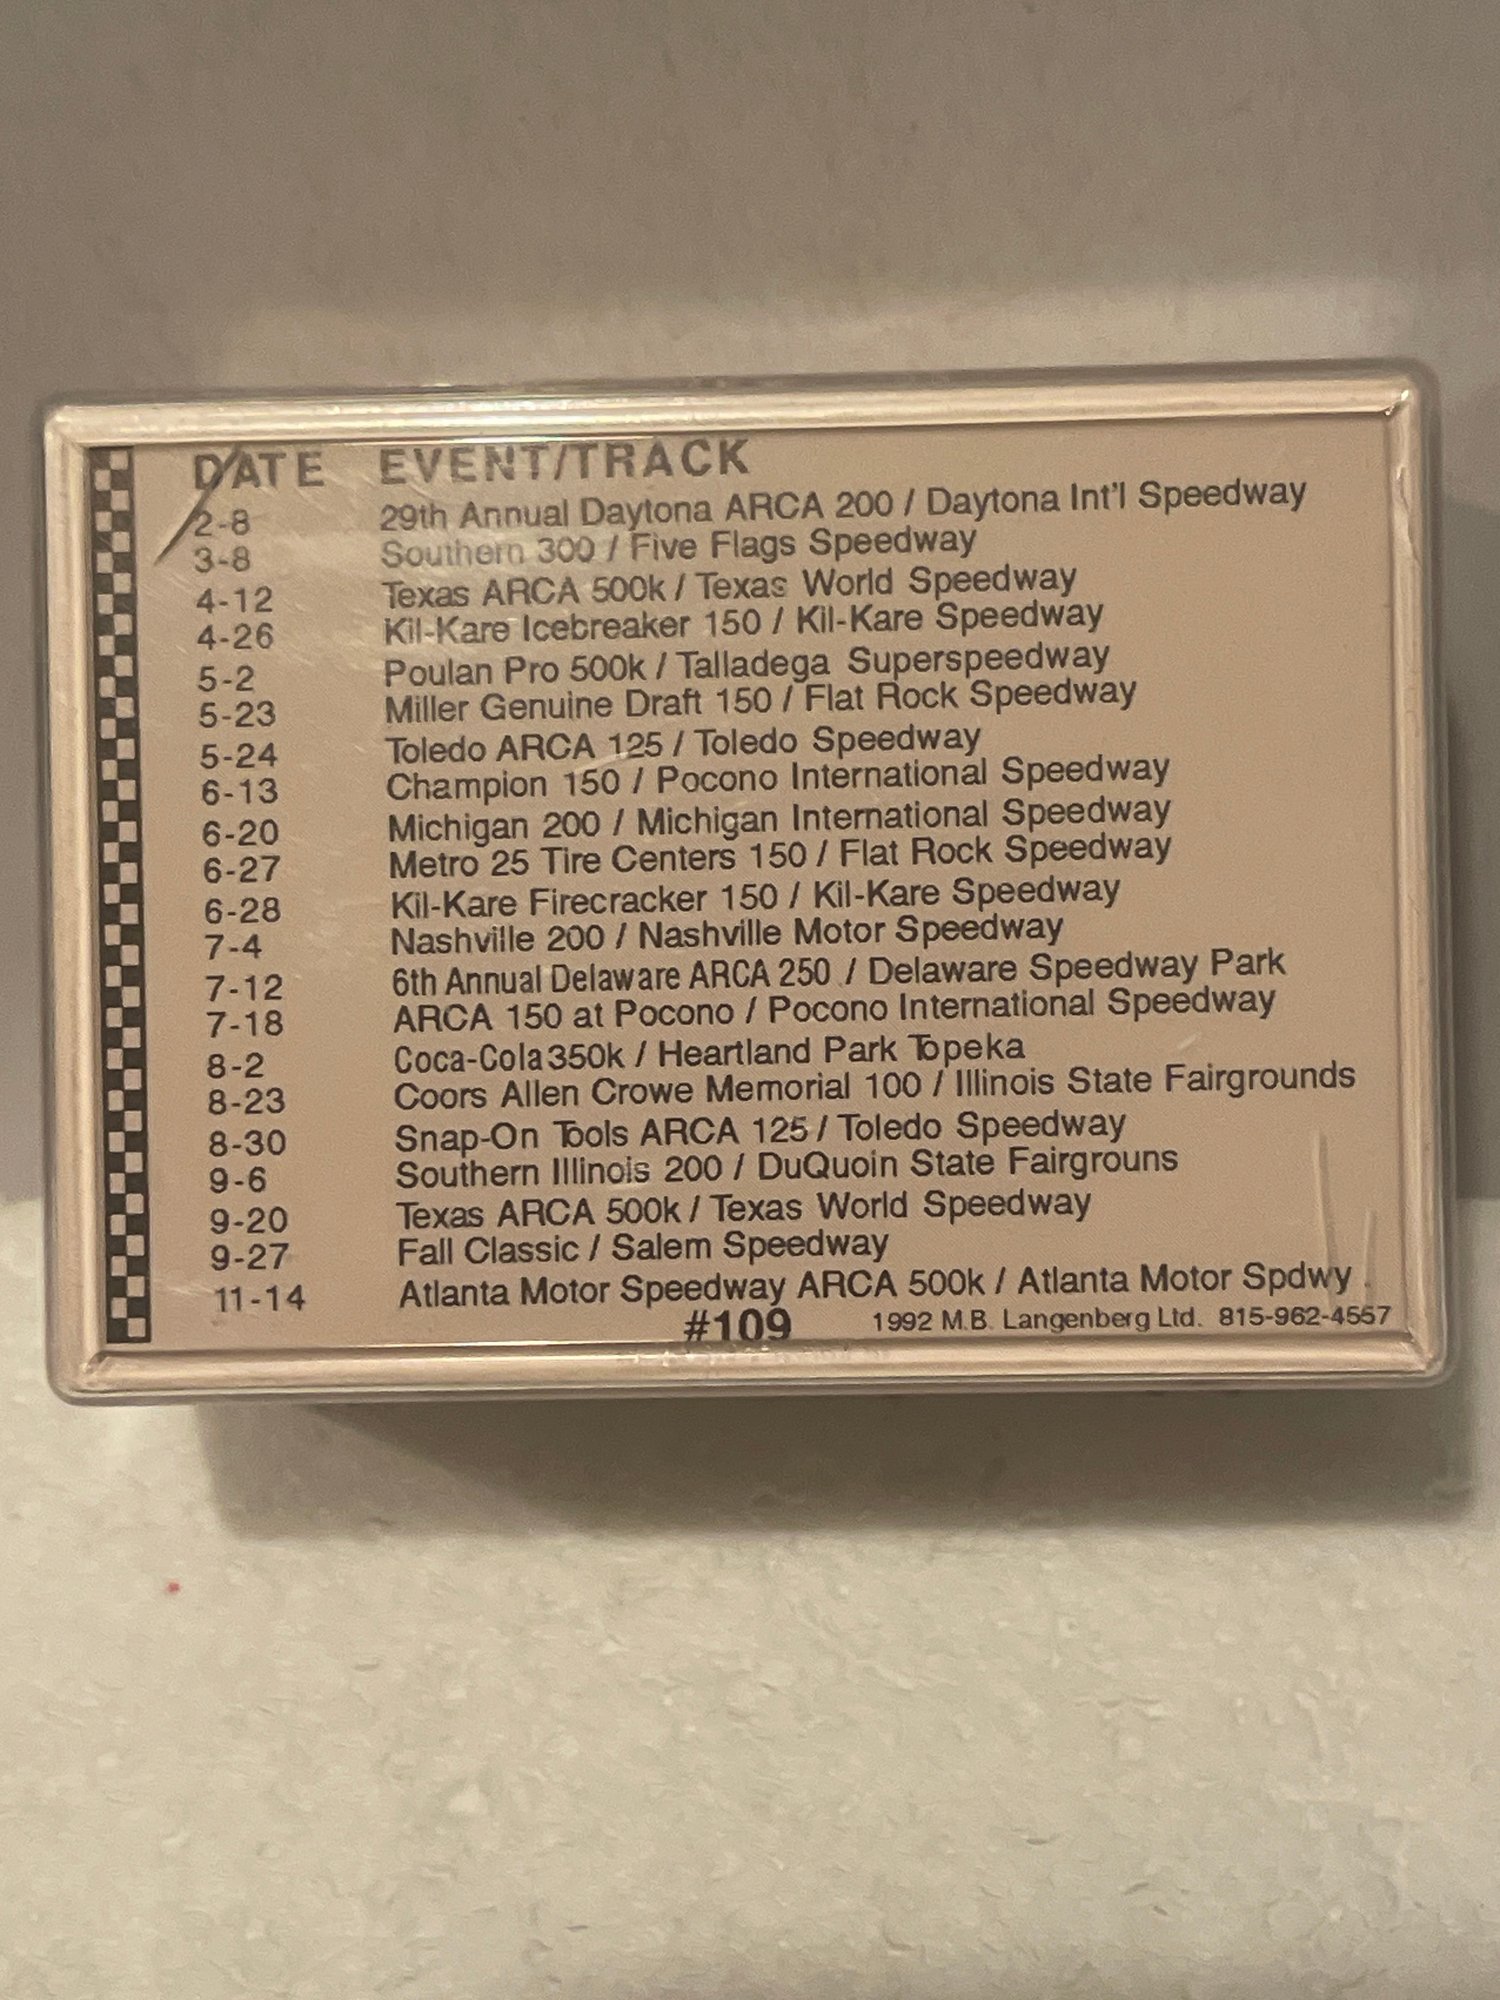 DATE EVENT/TRACK
2-8 29th Annual Daytona ARCA 200 / Daytona Int'l Speedway
3-8 Southern 300 / Five Flags Speedway
4-12 Texas ARCA 500k / Texas World Speedway
4-26 Kil-Kare Icebreaker 150 / Kil-Kare Speedway
5-2 Poulan Pro 500k / Talladega Superspeedway
5-23 Miller Genuine Draft 150 / Flat Rock Speedway
5-24 Toledo ARCA 125 / Toledo Speedway
6-13 Champion 150 / Pocono International Speedway
6-20 Michigan 200 / Michigan International Speedway
6-27 Metro 25 Tire Centers 150 / Flat Rock Speedway
6-28 Kil-Kare Firecracker 150 / Kil-Kare Speedway
7-4 Nashville 200 / Nashville Motor Speedway
7-12 6th Annual Delaware ARCA 250 / Delaware Speedway Park
7-18 ARCA 150 at Pocono / Pocono International Speedway
8-2 Coca-Cola 350k / Heartland Park Topeka
8-23 Coors Allen Crowe Memorial 100 / Illinois State Fairgrounds
8-30 Snap-On Tools ARCA 125 / Toledo Speedway
9-6 Southern Illinois 200 / DuQuoin State Fairgrouns
9-20 Texas ARCA 500k / Texas World Speedway
9-27 Fall Classic / Salem Speedway
11-14 Atlanta Motor Speedway ARCA 500k / Atlanta Motor Spdwy.
#109 1992 M.B. Langenberg Ltd. 815-962-4557